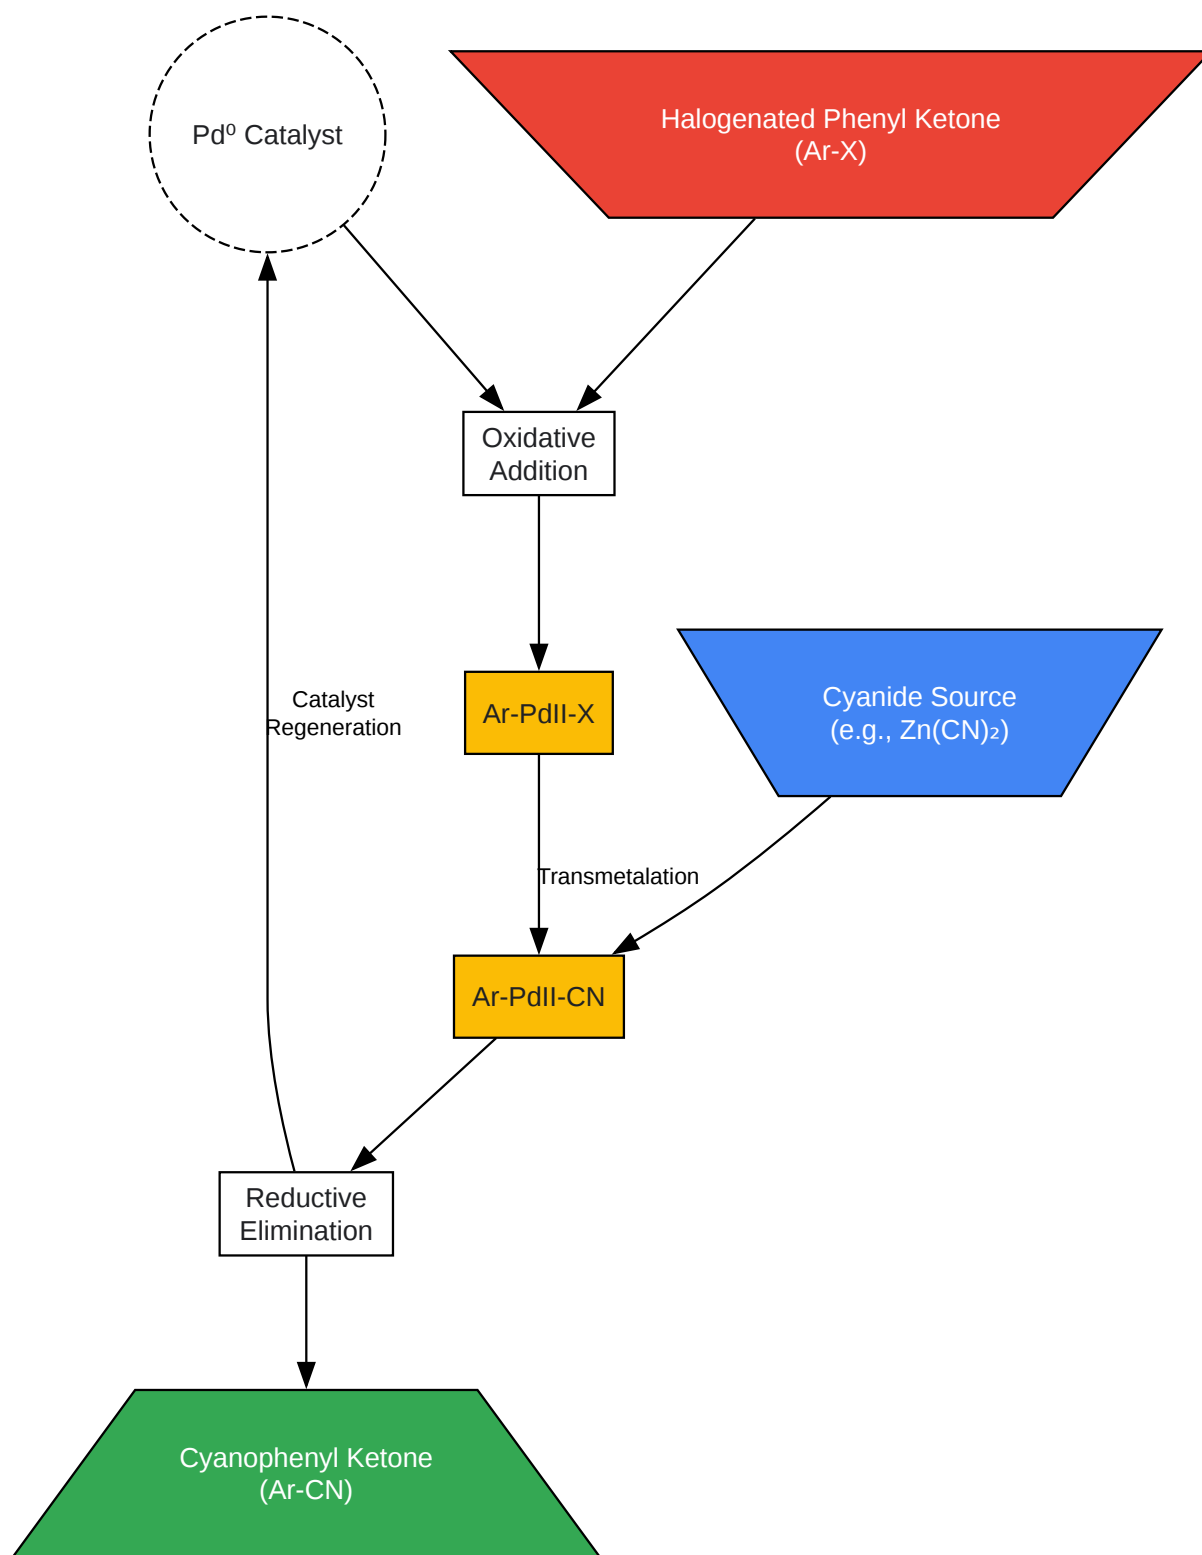 Pd⁰ Catalyst
Halogenated Phenyl Ketone
(Ar-X)
Oxidative
Addition
Catalyst
Regeneration
Ar-PdII-X
Cyanide Source
(e.g., Zn(CN)₂)
Transmetalation
Ar-PdII-CN
Reductive
Elimination
Cyanophenyl Ketone
(Ar-CN)